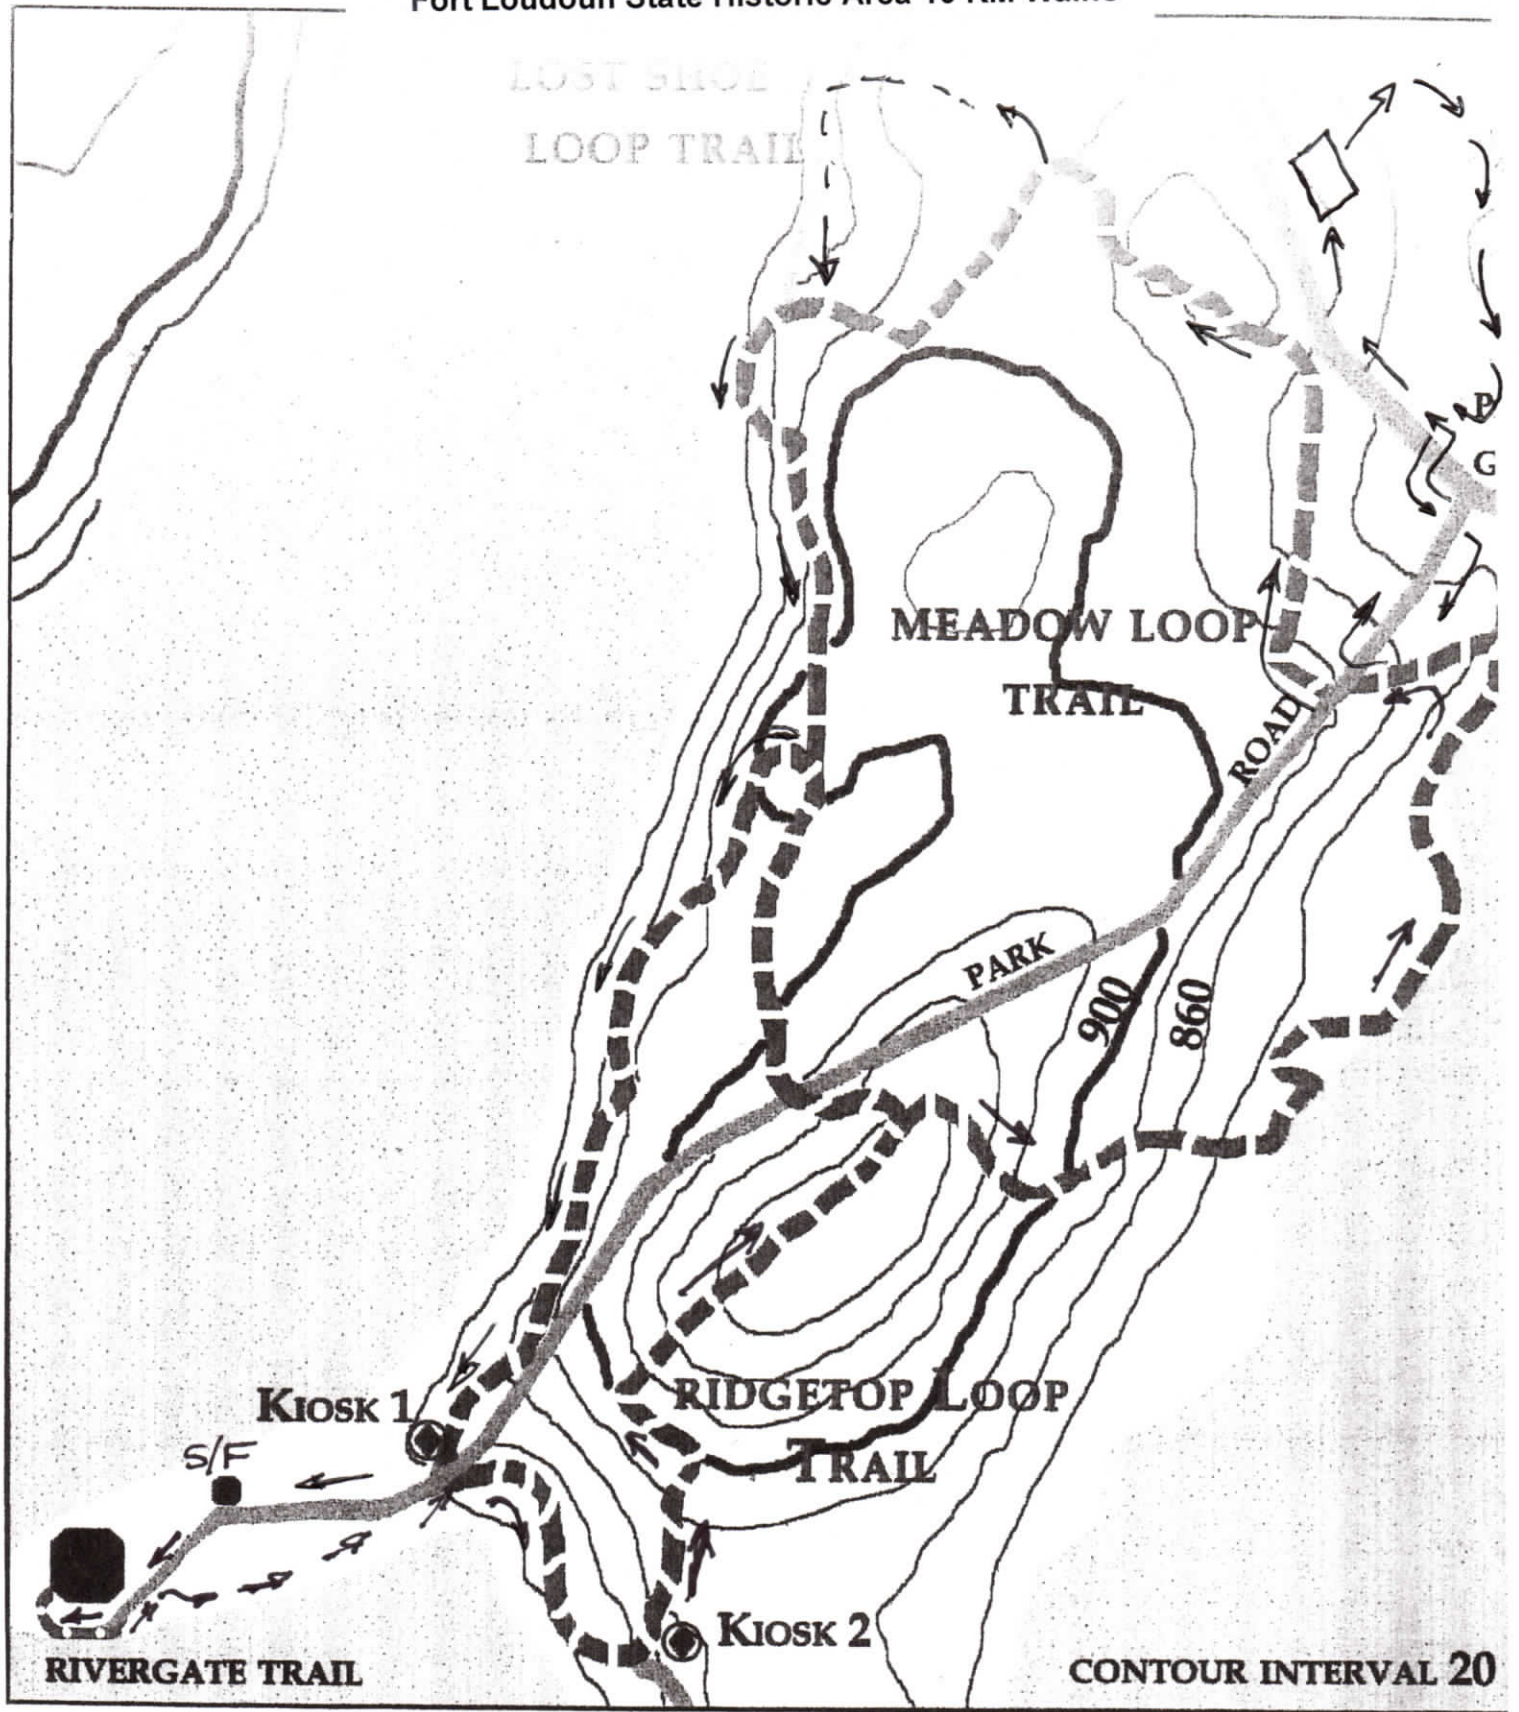 Fort Loudoun State Historic Area 10 KM Walks
LOST SHOE
LOOP TRAIL
P
G
MEADOW LOOP
TRAIL
ROAD
PARK
900
860
KIOSK 1
RIDGETOP LOOP
TRAIL
S/F
KIOSK 2
RIVERGATE TRAIL
CONTOUR INTERVAL 20